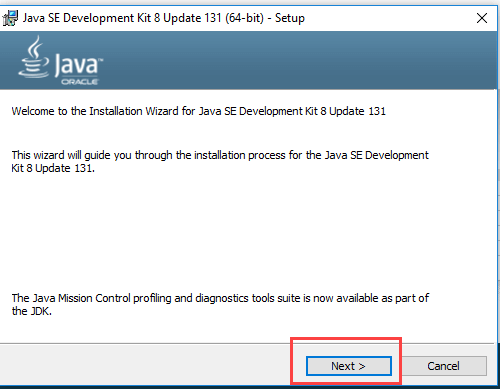 Java SE Development Kit 8 Update 131 (64-bit) - Setup
Java™
ORACLE
Welcome to the Installation Wizard for Java SE Development Kit 8 Update 131
This wizard will guide you through the installation process for the Java SE Development
Kit 8 Update 131.
The Java Mission Control profiling and diagnostics tools suite is now available as part of
the JDK.
Next >
Cancel